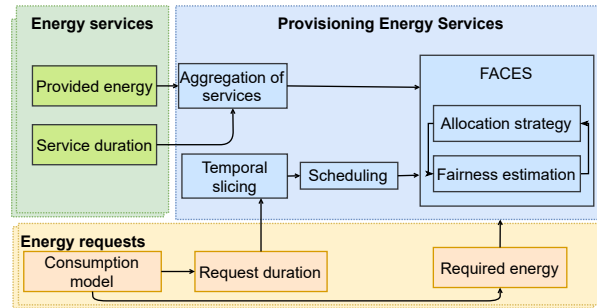 Energy services
Provisioning Energy Services
Provided energy
Service duration
Aggregation of
services
FACES
Allocation strategy
Fairness estimation
Temporal
slicing
Scheduling
Energy requests
Consumption
model
Request duration
Required energy